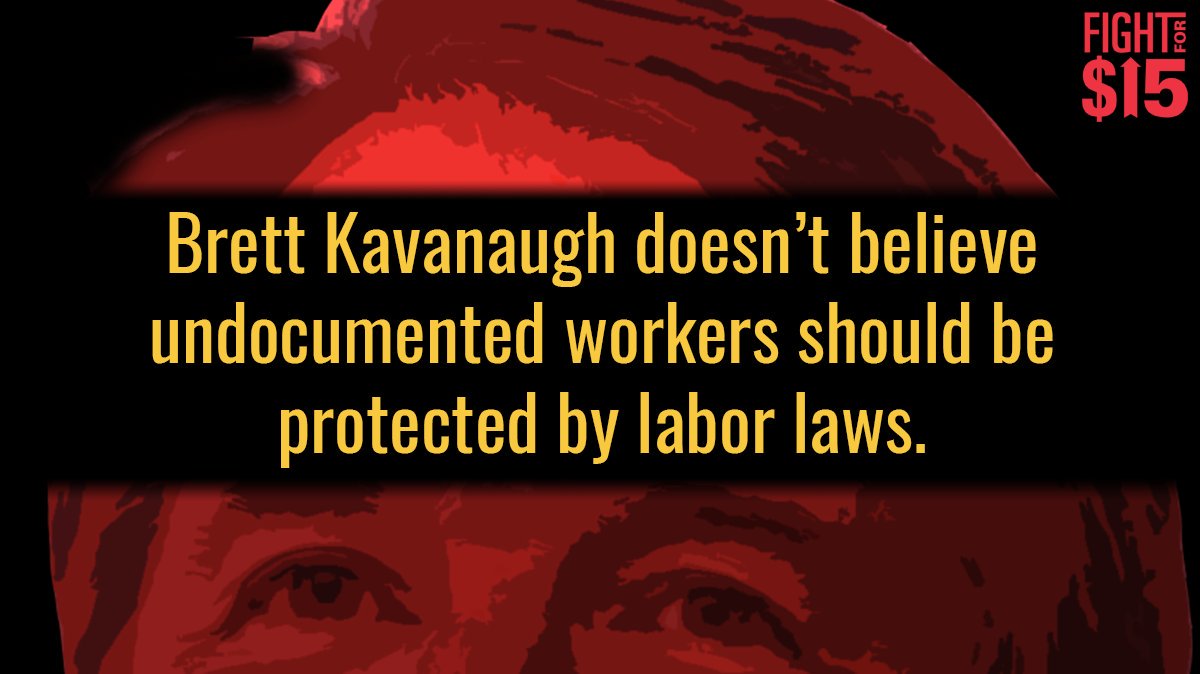 FIGHT FOR
$15
Brett Kavanaugh doesn’t believe
undocumented workers should be
protected by labor laws.